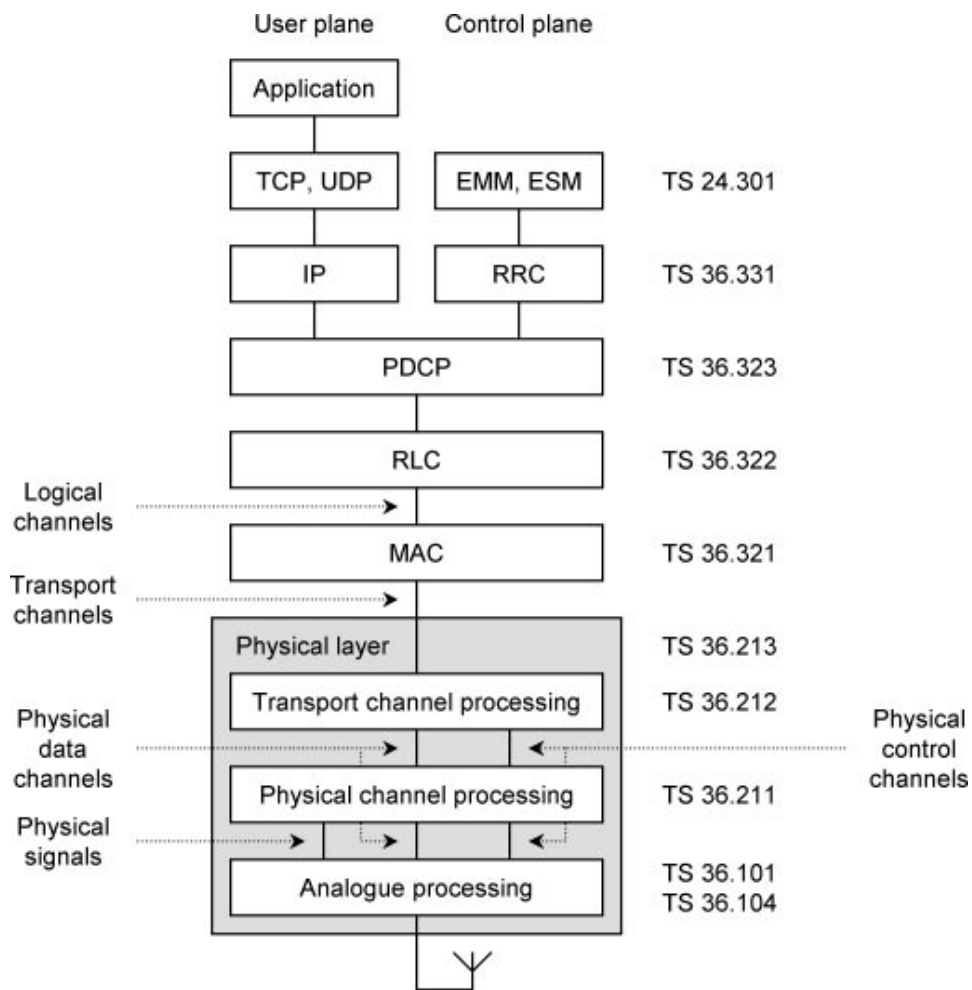 User plane
Control plane
Application
TCP, UDP
EMM, ESM
TS 24.301
IP
RRC
TS 36.331
PDCP
TS 36.323
RLC
TS 36.322
Logical
channels
MAC
TS 36.321
Transport
channels
Physical layer
TS 36.213
Transport channel processing
TS 36.212
Physical
data
channels
Physical
control
channels
Physical channel processing
TS 36.211
Physical
signals
Analogue processing
TS 36.101
TS 36.104